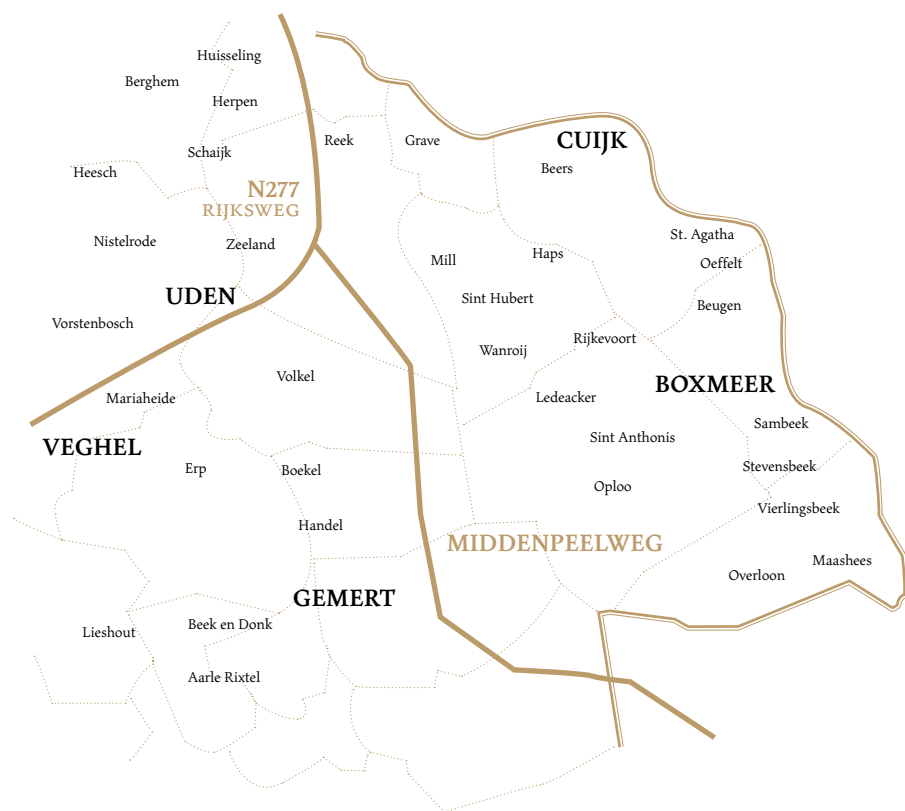 Huisseling
Berghem
Herpen
Reek
Grave
CUIJK
Schaijk
Beers
Heesch
N277
RIJKSWEG
St. Agatha
Nistelrode
Zeeland
Haps
Mill
Oeffelt
UDEN
Sint Hubert
Beugen
Vorstenbosch
Rijkevoort
Wanroij
Volkel
BOXMEER
Mariaheide
Ledeacker
Sambeek
VEGHEL
Sint Anthonis
Erp
Boekel
Stevensbeek
Oploo
Vierlingsbeek
Handel
MIDDENPEELWEG
Maashees
Overloon
GEMERT
Lieshout
Beek en Donk
Aarle Rixtel